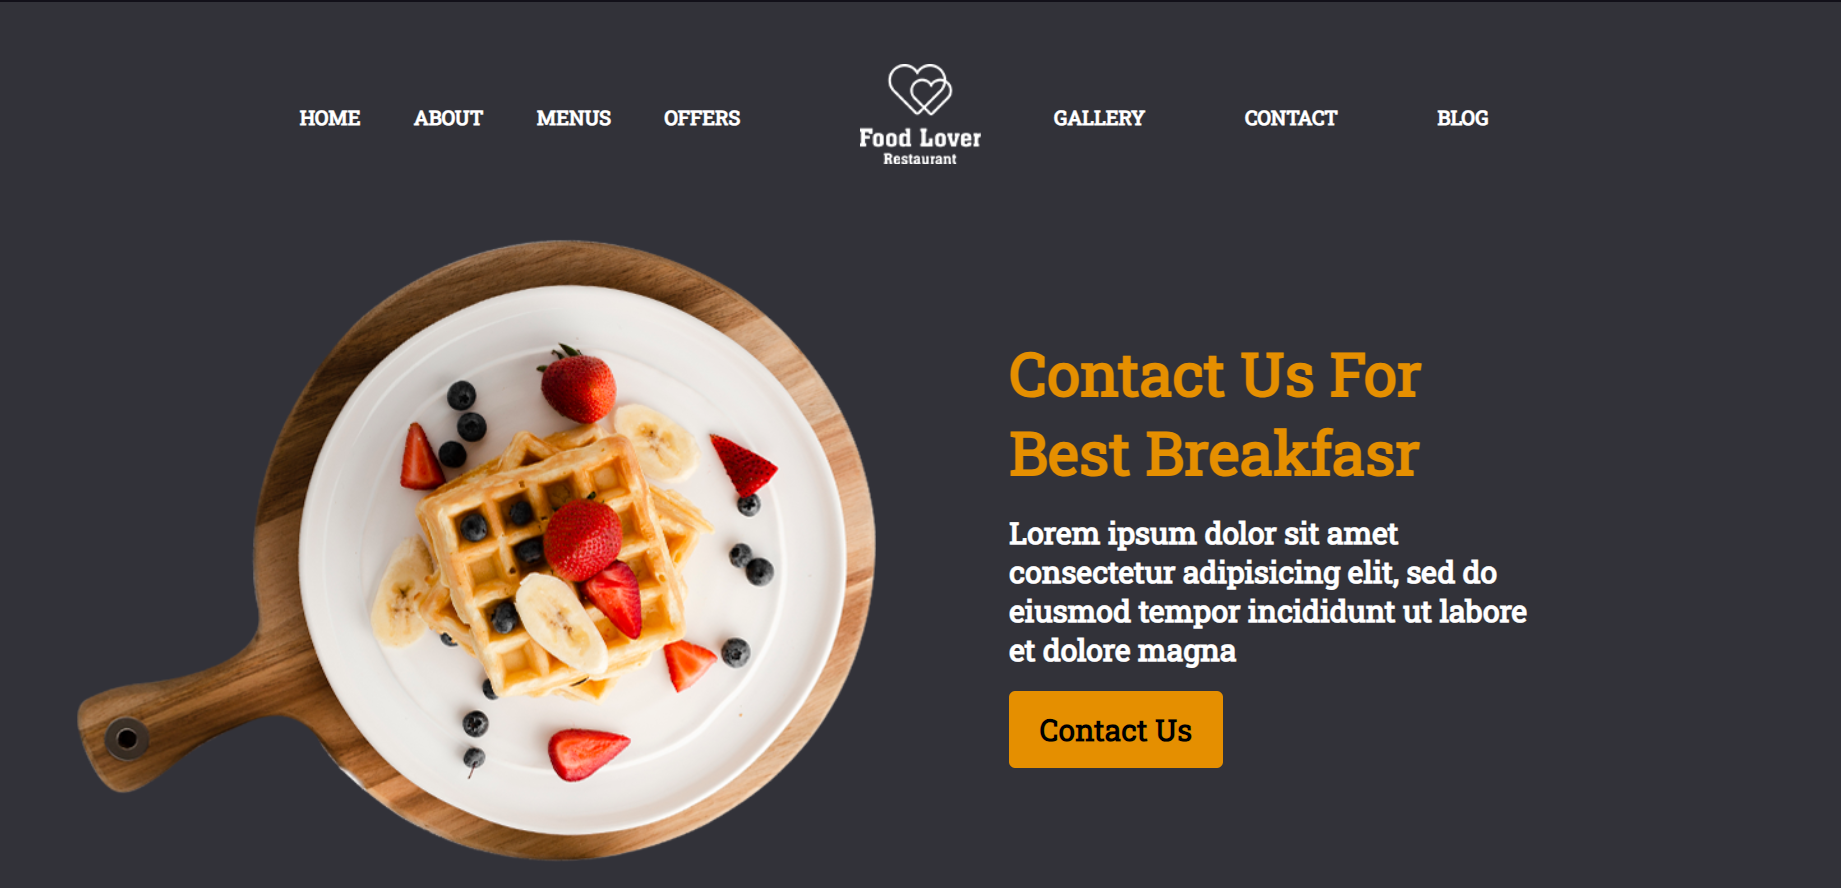 HOME ABOUT MENUS OFFERS
Food Lover
Restaurant
GALLERY CONTACT BLOG
Contact Us For
Best Breakfasr
Lorem ipsum dolor sit amet
consectetur adipisicing elit, sed do
eiusmod tempor incididunt ut labore
et dolore magna
Contact Us